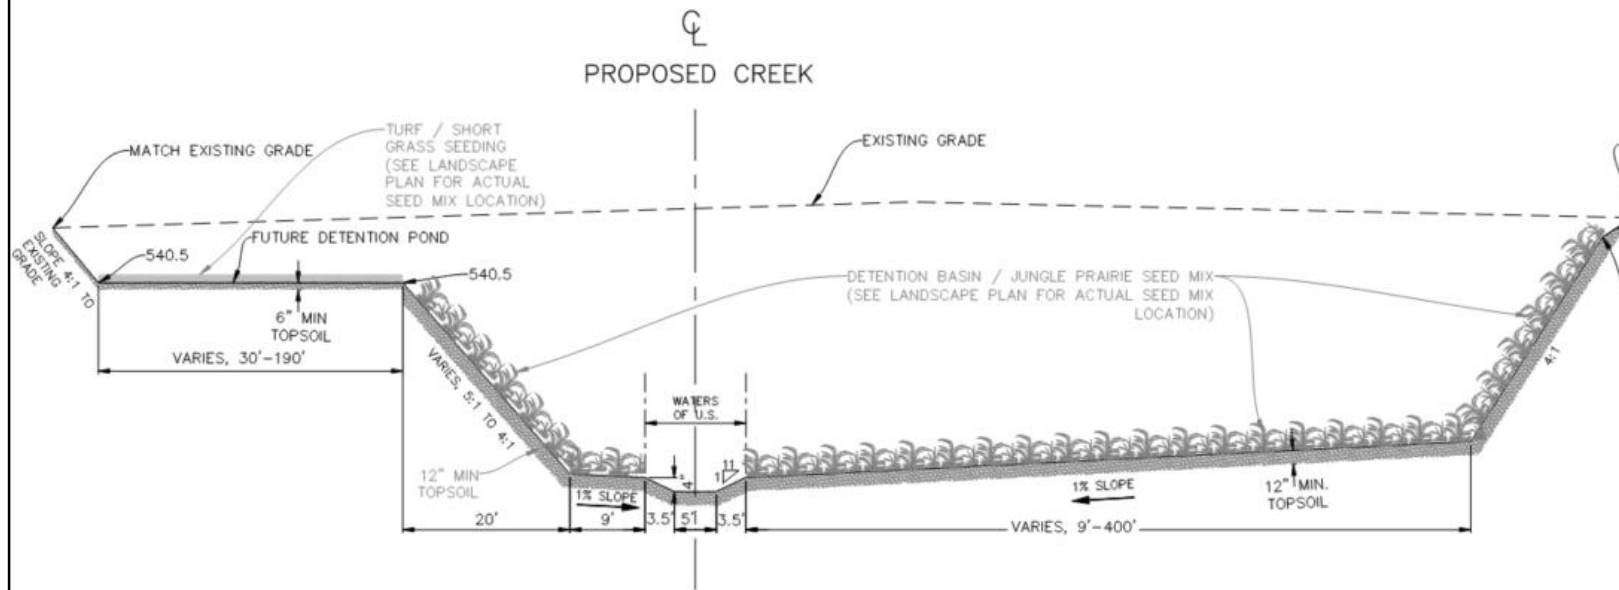 CL
PROPOSED CREEK
MATCH EXISTING GRADE
TURF / SHORT
GRASS SEEDING
(SEE LANDSCAPE
PLAN FOR ACTUAL
SEED MIX LOCATION)
EXISTING GRADE
SLOPE 4:1 TO
EXISTING
GRADE
540.5
FUTURE DETENTION POND
540.5
6" MIN
TOPSOIL
VARIES, 30'-190'
DETENTION BASIN / JUNGLE PRAIRIE SEED MIX
(SEE LANDSCAPE PLAN FOR ACTUAL SEED MIX
LOCATION)
VARIES, 5:1 TO 4:1
4:1
WATERS
OF U.S.
12" MIN
TOPSOIL
4"
11
1
1% SLOPE
1% SLOPE
12" MIN.
TOPSOIL
20'
9'
3.5'
5'
3.5'
VARIES, 9'-400'